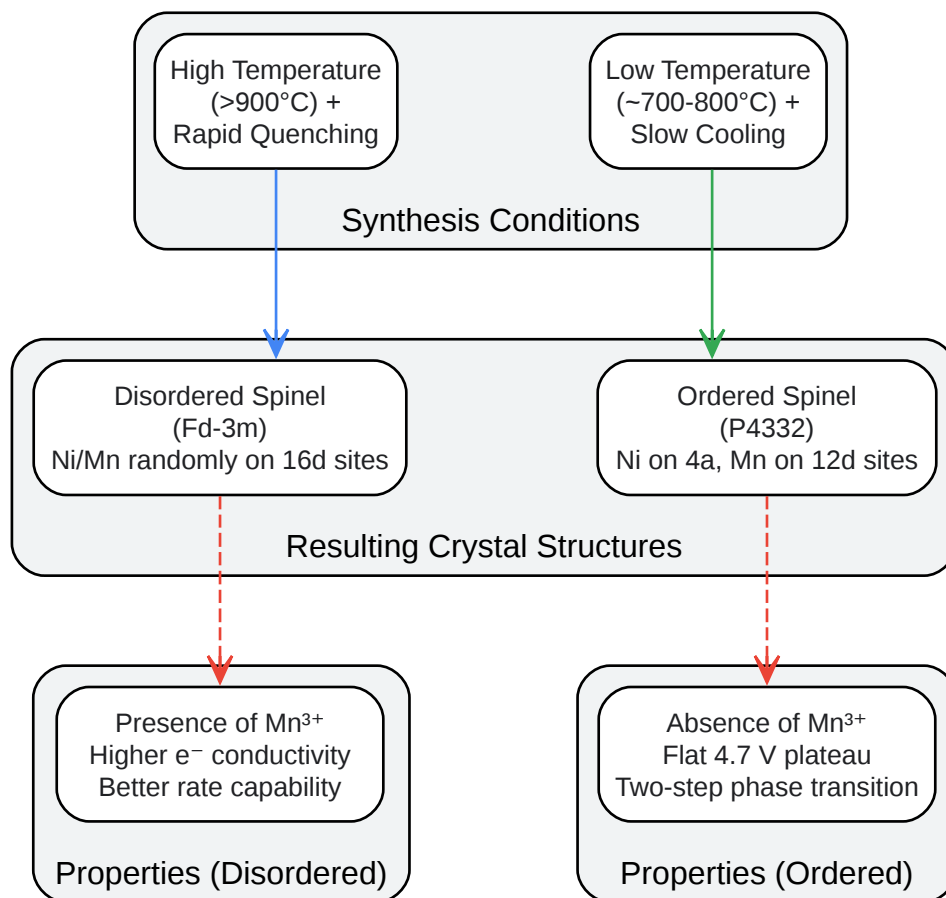 High Temperature
(>900°C) +
Rapid Quenching
Low Temperature
(~700-800°C) +
Slow Cooling
Synthesis Conditions
Disordered Spinel
(Fd-3m)
Ni/Mn randomly on 16d sites
Ordered Spinel
(P4332)
Ni on 4a, Mn on 12d sites
Resulting Crystal Structures
Presence of Mn³⁺
Higher e⁻ conductivity
Better rate capability
Properties (Disordered)
Absence of Mn³⁺
Flat 4.7 V plateau
Two-step phase transition
Properties (Ordered)